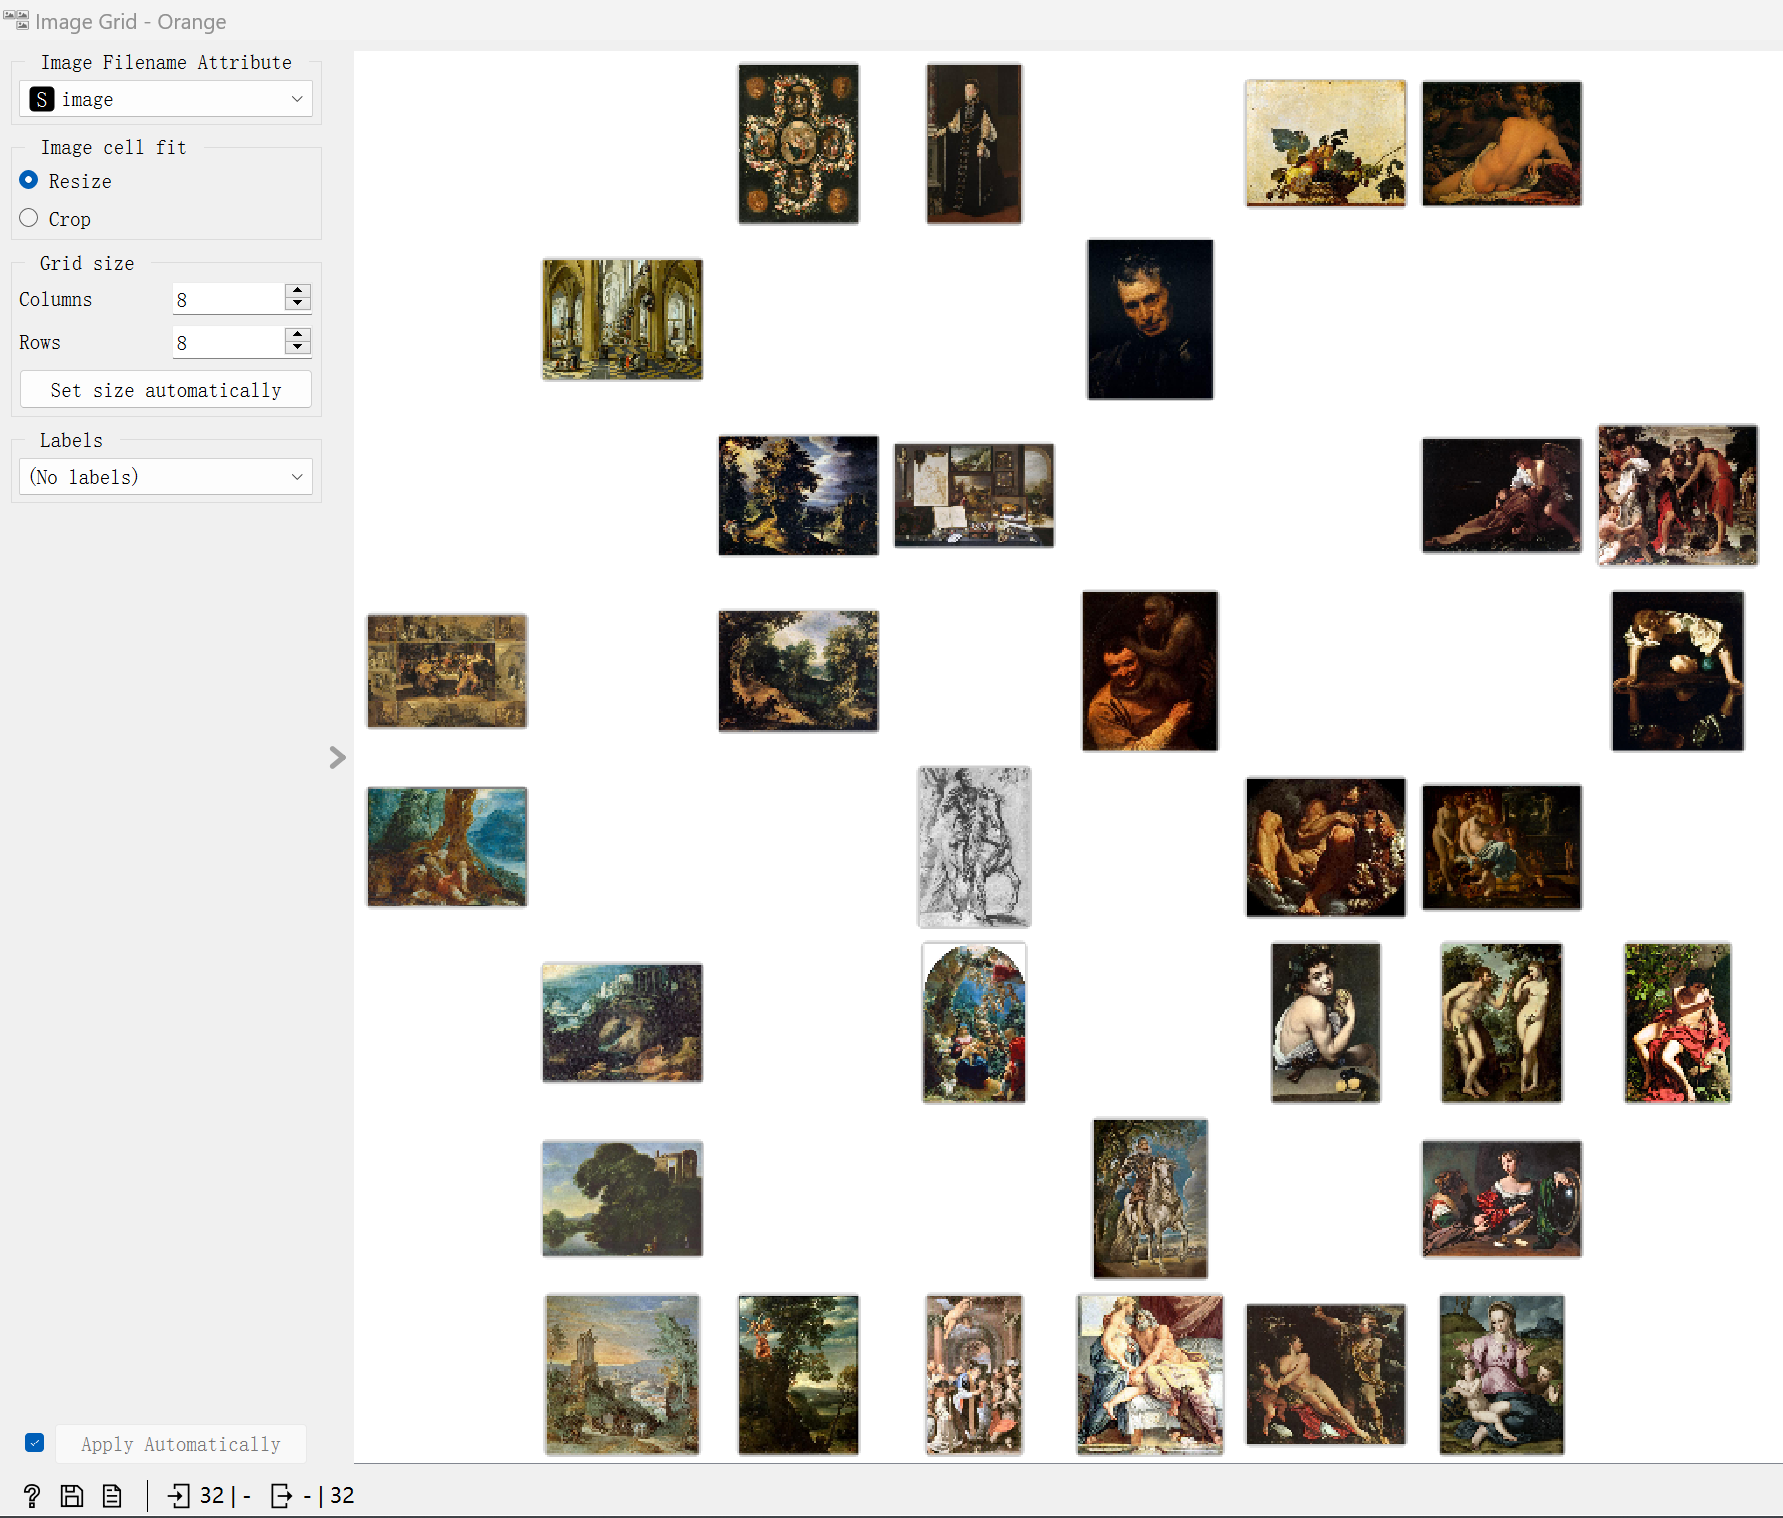 Image Grid - Orange
Image Filename Attribute
S image
Image cell fit
Resize
Crop
Grid size
Columns 8
Rows 8
Set size automatically
Labels
(No labels)
Apply Automatically
? 32 | - - | 32